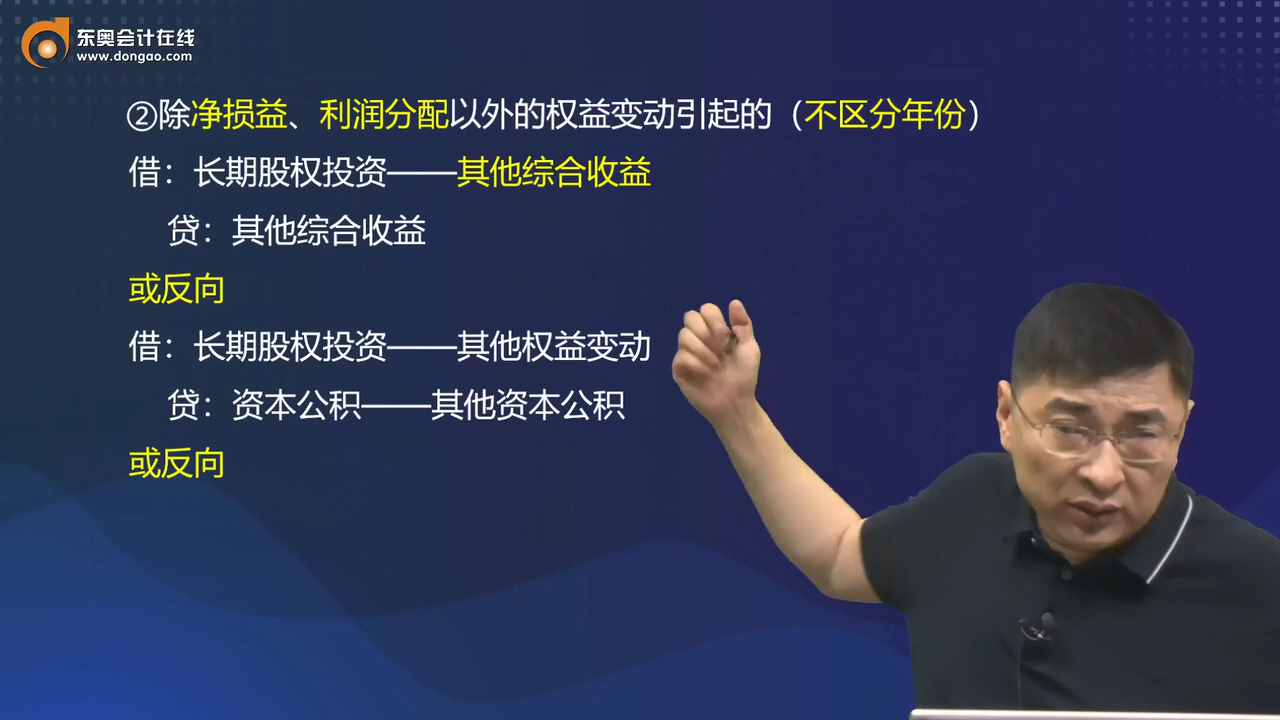 东奥会计在线
www.dongao.com
②除净损益、利润分配以外的权益变动引起的（不区分年份）
借：长期股权投资——其他综合收益
贷：其他综合收益
或反向
借：长期股权投资——其他权益变动
贷：资本公积——其他资本公积
或反向